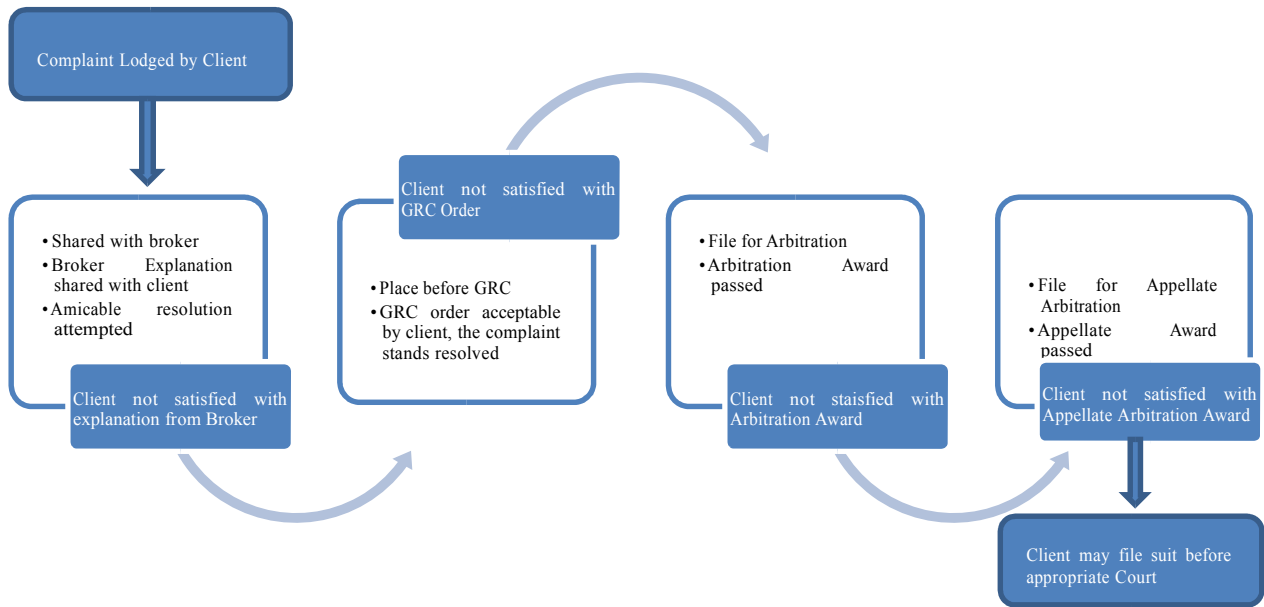 Complaint Lodged by Client
• Shared with broker
• Broker Explanation
shared with client
• Amicable resolution
attempted
Client not satisfied with
explanation from Broker
Client not satisfied with
GRC Order
• Place before GRC
• GRC order acceptable
by client, the complaint
stands resolved
• File for Arbitration
• Arbitration Award
passed
Client not staisfied with
Arbitration Award
• File for Appellate
Arbitration
• Appellate Award
passed
Client not satisfied with
Appellate Arbitration Award
Client may file suit before
appropriate Court